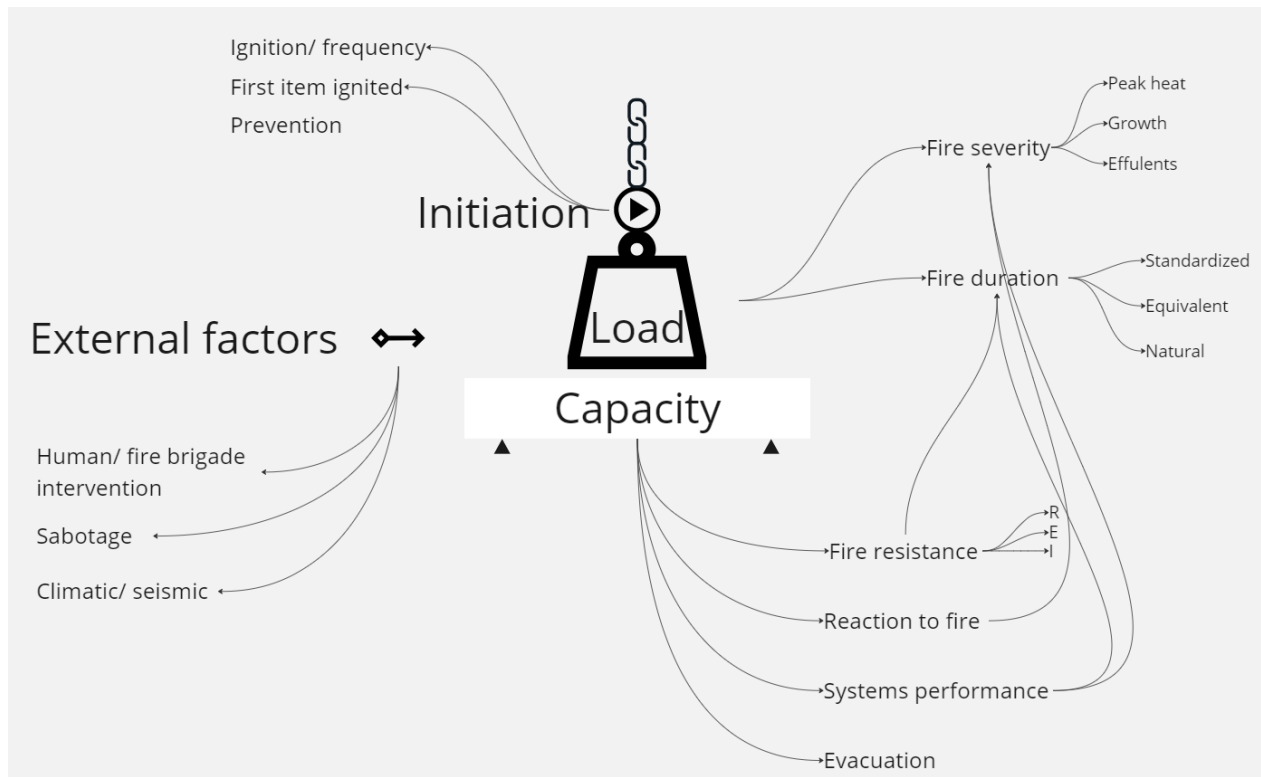 Ignition/ frequency
First item ignited
Prevention
Initiation
Load
Capacity
External factors
Human/ fire brigade
intervention
Sabotage
Climatic/ seismic
Fire severity
Peak heat
Growth
Effulents
Fire duration
Standardized
Equivalent
Natural
Fire resistance
R
E
I
Reaction to fire
Systems performance
Evacuation